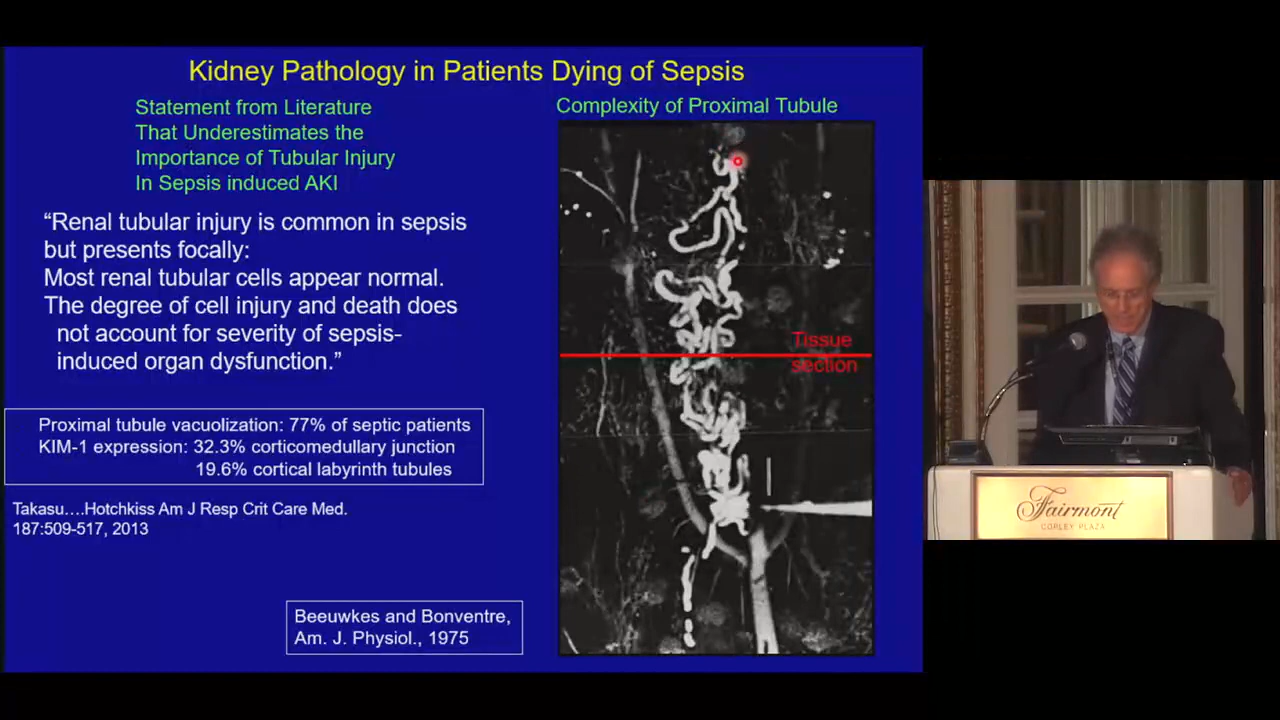 Kidney Pathology in Patients Dying of Sepsis
Statement from Literature
That Underestimates the
Importance of Tubular Injury
In Sepsis induced AKI
Complexity of Proximal Tubule
“Renal tubular injury is common in sepsis
but presents focally:
Most renal tubular cells appear normal.
The degree of cell injury and death does
not account for severity of sepsis-
induced organ dysfunction.”
Tissue
section
Proximal tubule vacuolization: 77% of septic patients
KIM-1 expression: 32.3% corticomedullary junction
19.6% cortical labyrinth tubules
Takasu….Hotchkiss Am J Resp Crit Care Med.
187:509-517, 2013
Beeuwkes and Bonventre,
Am. J. Physiol., 1975
Fairmont
COPLEY PLAZA